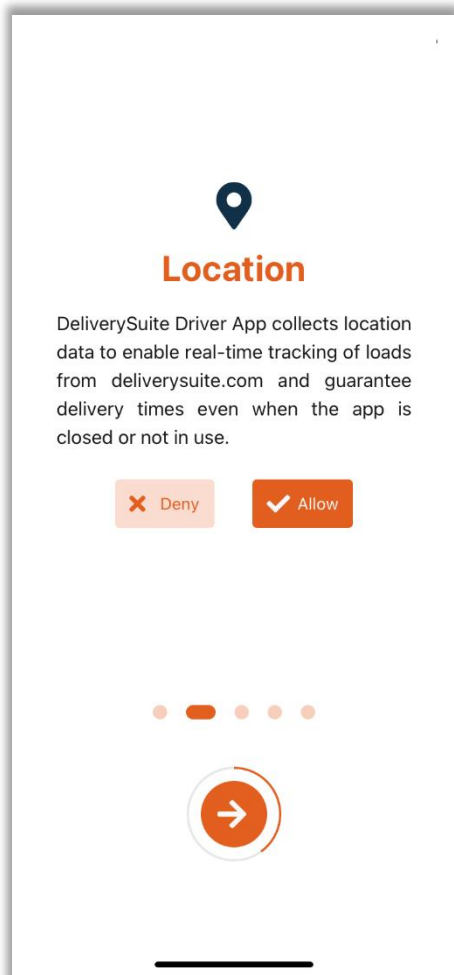 Location
DeliverySuite Driver App collects location
data to enable real-time tracking of loads
from deliverysuite.com and guarantee
delivery times even when the app is
closed or not in use.
Deny
Allow